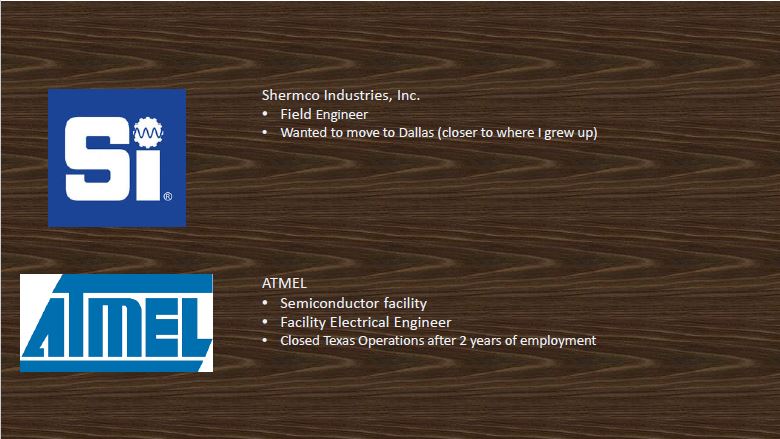 Shermco Industries, Inc.
• Field Engineer
• Wanted to move to Dallas (closer to where I grew up)
Si®
ATMEL
ATMEL
• Semiconductor facility
• Facility Electrical Engineer
• Closed Texas Operations after 2 years of employment